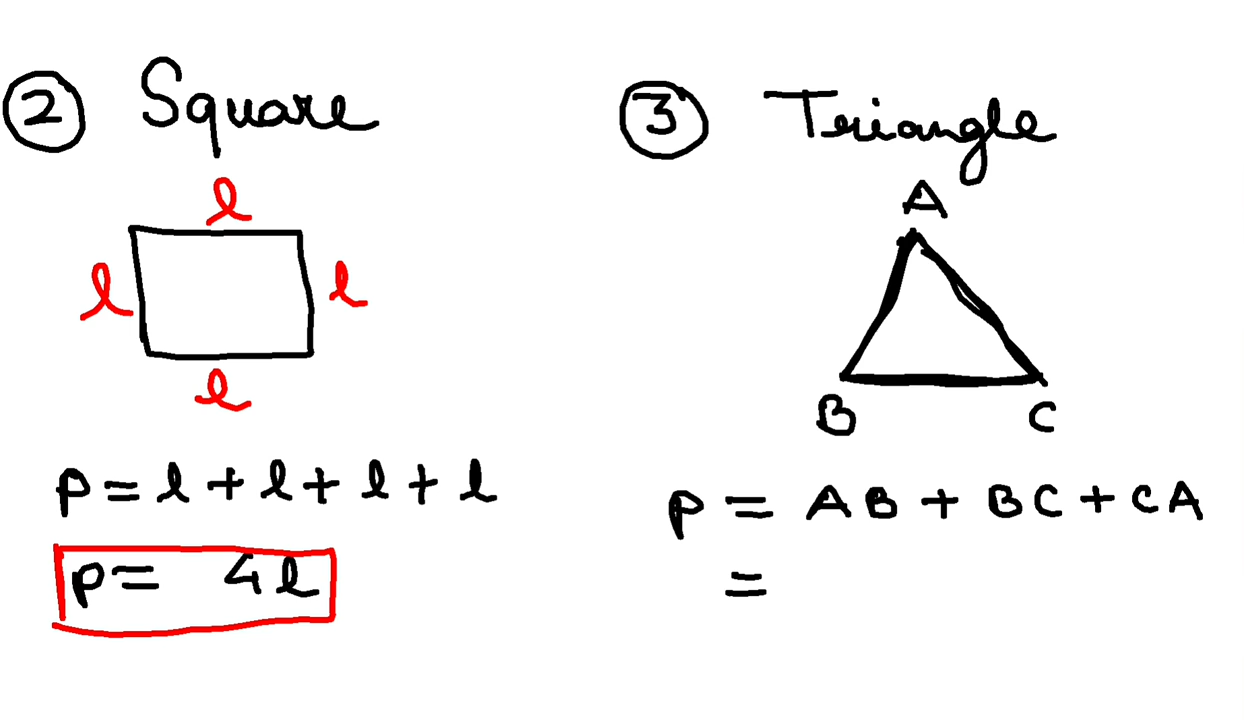 ② Square
l
l
l
l
P = l + l + l + l
P = 4l
③ Triangle
A
B
C
P = AB + BC + CA
=